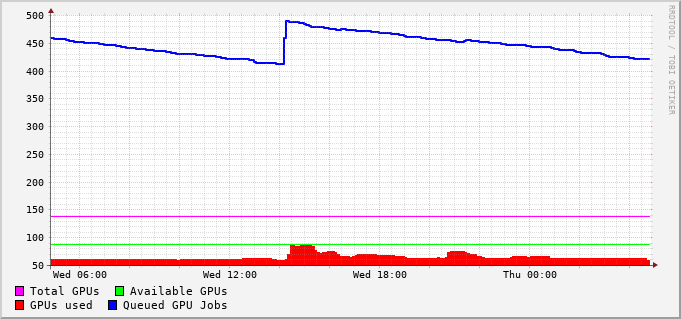 500
450
400
350
300
250
200
150
100
50
Wed 06:00 Wed 12:00 Wed 18:00 Thu 00:00
Total GPUs Available GPUs
GPUs used Queued GPU Jobs
RRDTOOL / TOBI OETIKER